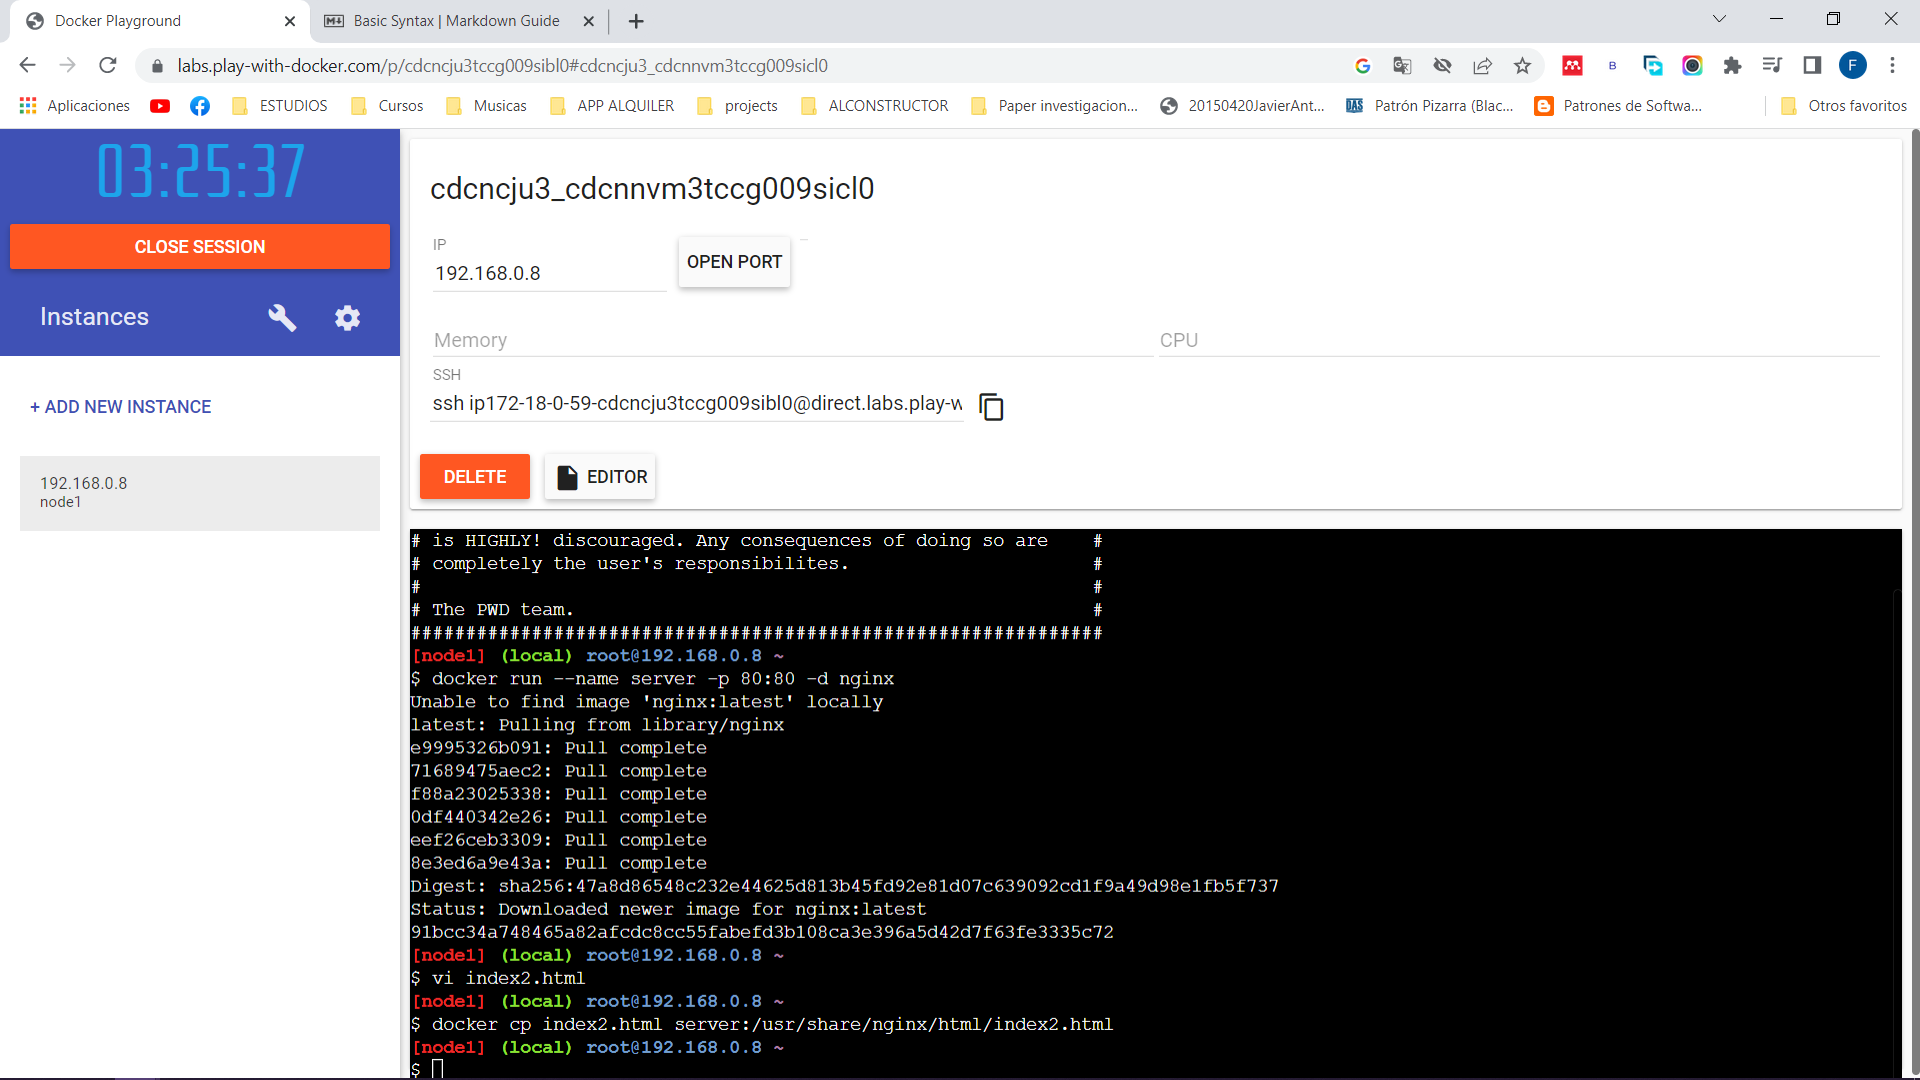 Docker Playground
Basic Syntax | Markdown Guide
labs.play-with-docker.com/p/cdcncju3tccg009sibl0#cdcncju3_cdcnnvm3tccg009sicl0
F
Aplicaciones
ESTUDIOS
Cursos
Musicas
APP ALQUILER
projects
ALCONSTRUCTOR
Paper investigacion...
20150420JavierAnt...
Patrón Pizarra (Blac...
Patrones de Softwa...
Otros favoritos
03:25:37
CLOSE SESSION
Instances
+ ADD NEW INSTANCE
192.168.0.8
node1
cdcncju3_cdcnnvm3tccg009sicl0
IP
192.168.0.8
OPEN PORT
Memory
CPU
SSH
ssh ip172-18-0-59-cdcncju3tccg009sibl0@direct.labs.play-w
DELETE
EDITOR
# is HIGHLY! discouraged. Any consequences of doing so are #
# completely the user's responsibilites. #
# #
# The PWD team. #
###############################################################
[node1] (local) root@192.168.0.8 ~
$ docker run --name server -p 80:80 -d nginx
Unable to find image 'nginx:latest' locally
latest: Pulling from library/nginx
e9995326b091: Pull complete
71689475aec2: Pull complete
f88a23025338: Pull complete
0df440342e26: Pull complete
eef26ceb3309: Pull complete
8e3ed6a9e43a: Pull complete
Digest: sha256:47a8d86548c232e44625d813b45fd92e81d07c639092cd1f9a49d98e1fb5f737
Status: Downloaded newer image for nginx:latest
91bcc34a748465a82afcdc8cc55fabefd3b108ca3e396a5d42d7f63fe3335c72
[node1] (local) root@192.168.0.8 ~
$ vi index2.html
[node1] (local) root@192.168.0.8 ~
$ docker cp index2.html server:/usr/share/nginx/html/index2.html
[node1] (local) root@192.168.0.8 ~
$